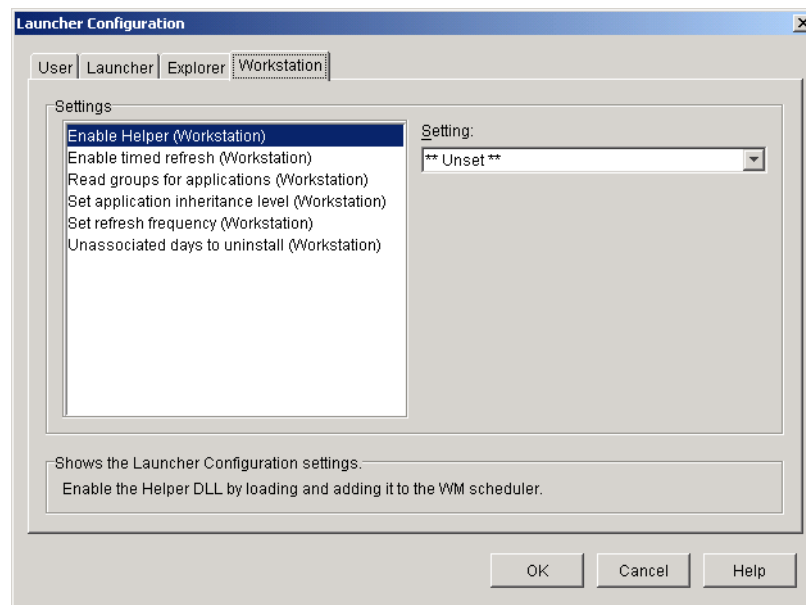 Launcher Configuration
User Launcher Explorer Workstation
Settings
Enable Helper (Workstation)
Enable timed refresh (Workstation)
Read groups for applications (Workstation)
Set application inheritance level (Workstation)
Set refresh frequency (Workstation)
Unassociated days to uninstall (Workstation)
Setting:
** Unset **
Shows the Launcher Configuration settings.
Enable the Helper DLL by loading and adding it to the WM scheduler.
OK Cancel Help